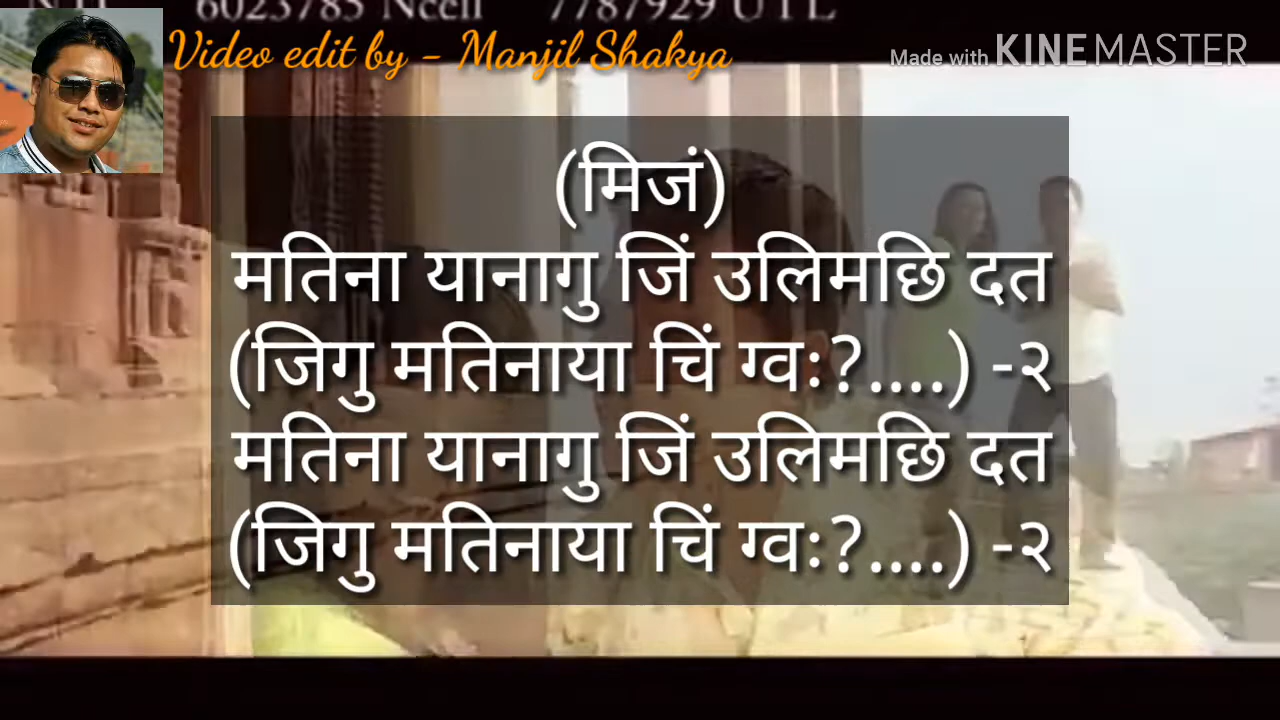 6023785 Ncell 7787929 UTL
Video edit by - Manjil Shakya
Made with KINEMASTER
(मिजं)
मतिना यानागु जिं उलिमछि दत
(जिगु मतिनाया चिं ग्वः?....) -२
मतिना यानागु जिं उलिमछि दत
(जिगु मतिनाया चिं ग्वः?....) -२